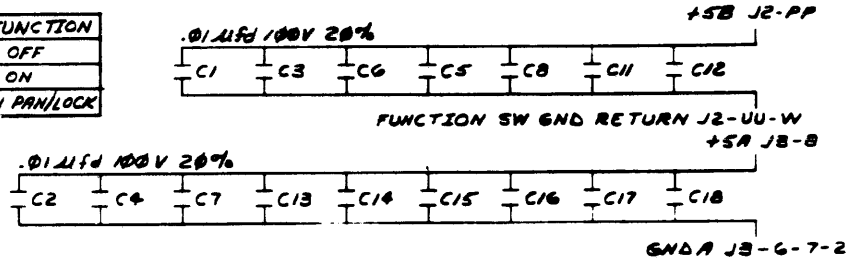 FUNCTION
OFF
ON
PAN/LOCK
+5B J2-PP
.01 µfd 100V 20%
C1 C3 C6 C5 C8 C11 C12
FUNCTION SW GND RETURN J2-UU-W
+5A J3-8
.01 µfd 100V 20%
C2 C4 C7 C13 C14 C15 C16 C17 C18
GNDA J3-6-7-2